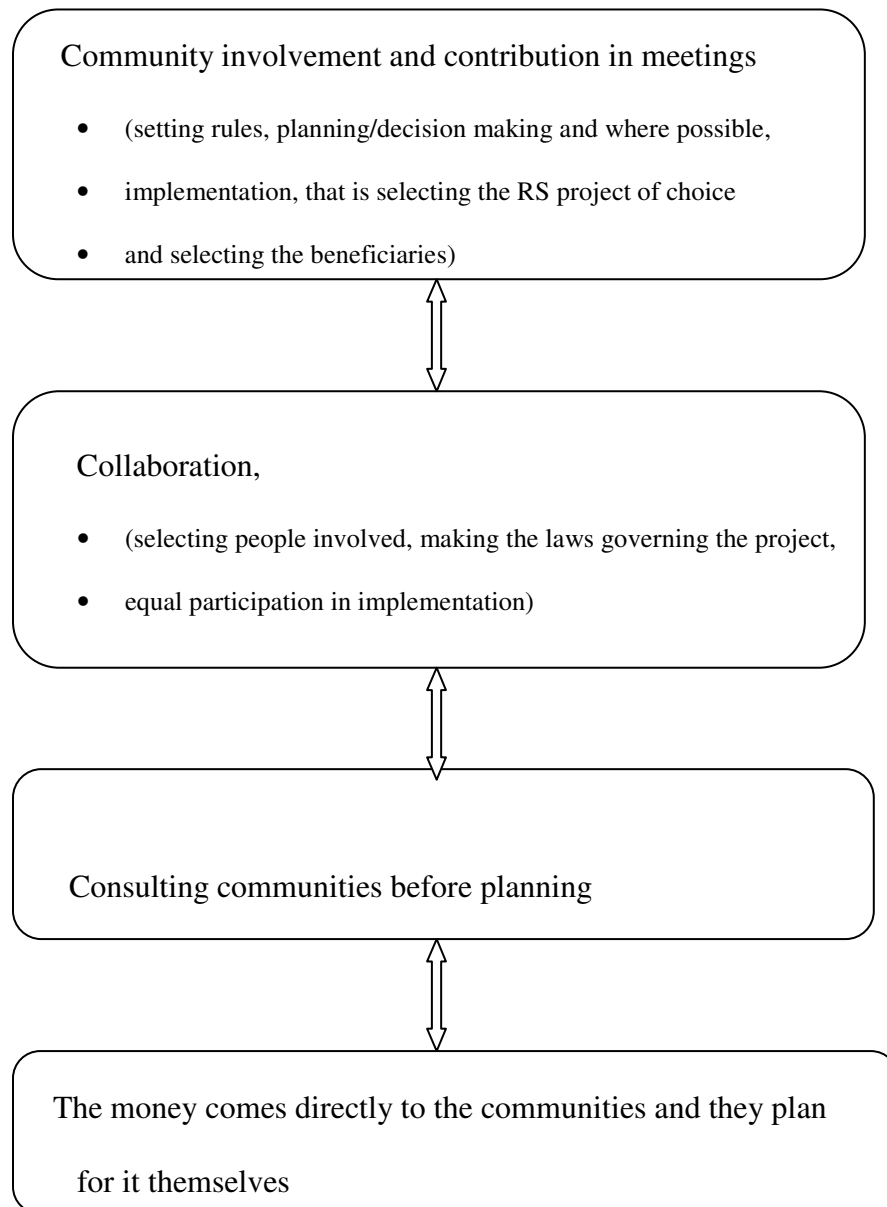 Community involvement and contribution in meetings
• (setting rules, planning/decision making and where possible,
• implementation, that is selecting the RS project of choice
• and selecting the beneficiaries)
Collaboration,
• (selecting people involved, making the laws governing the project,
• equal participation in implementation)
Consulting communities before planning
The money comes directly to the communities and they plan
for it themselves